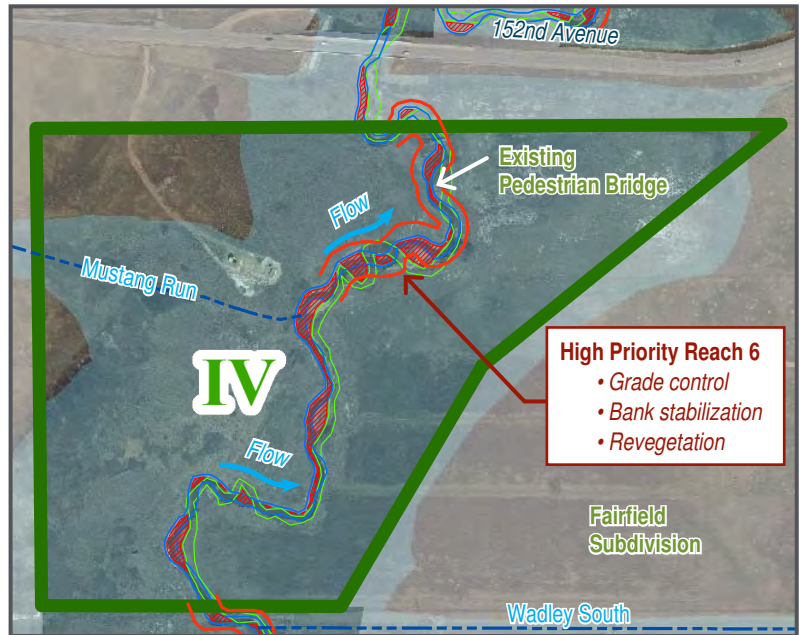 152nd Avenue
Existing
Pedestrian Bridge
Flow
Mustang Run
High Priority Reach 6
• Grade control
• Bank stabilization
• Revegetation
IV
Flow
Fairfield
Subdivision
Wadley South